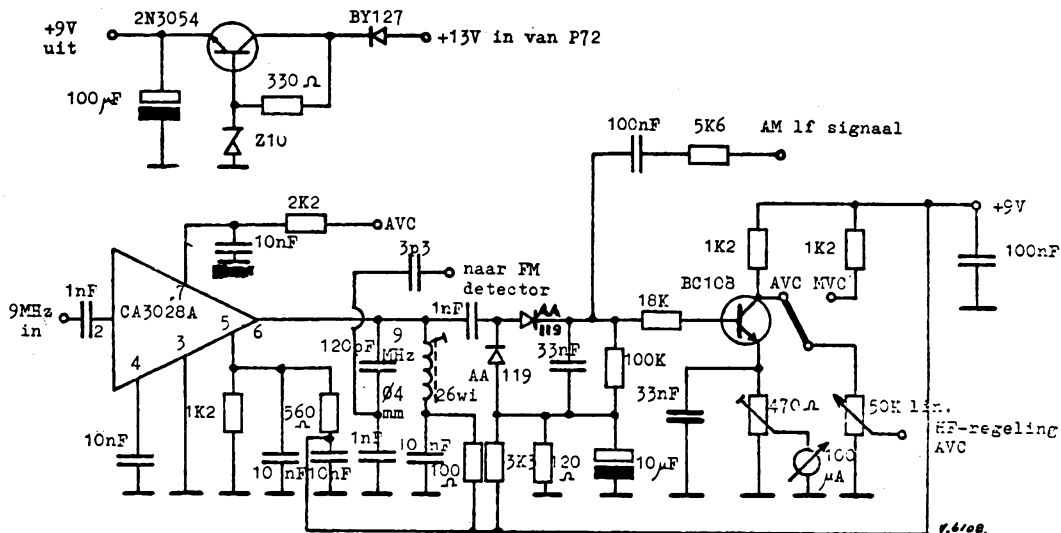 2N3054
BY127
+9V
uit
+13V in van P72
330 Ω
100µF
Z10
100nF
5K6
AM lf signaal
2K2
AVC
10nF
+9V
3p3
naar FM
detector
1K2
1K2
100nF
1nF
7
9MHz
in
2
CA3028A
5
6
1nF
AA
119
18K
BC108
AVC
MVC
4
3
9
MHz
120pF
AA 119
33nF
100K
26wi
Ø4
mm
33nF
470Ω
50K lin.
HF-regeling
AVC
1K2
560
Ω
10nF
1nF
10nF
100
Ω
3K3
120
Ω
10µF
100
µA
10nF
10nF
V.6108.